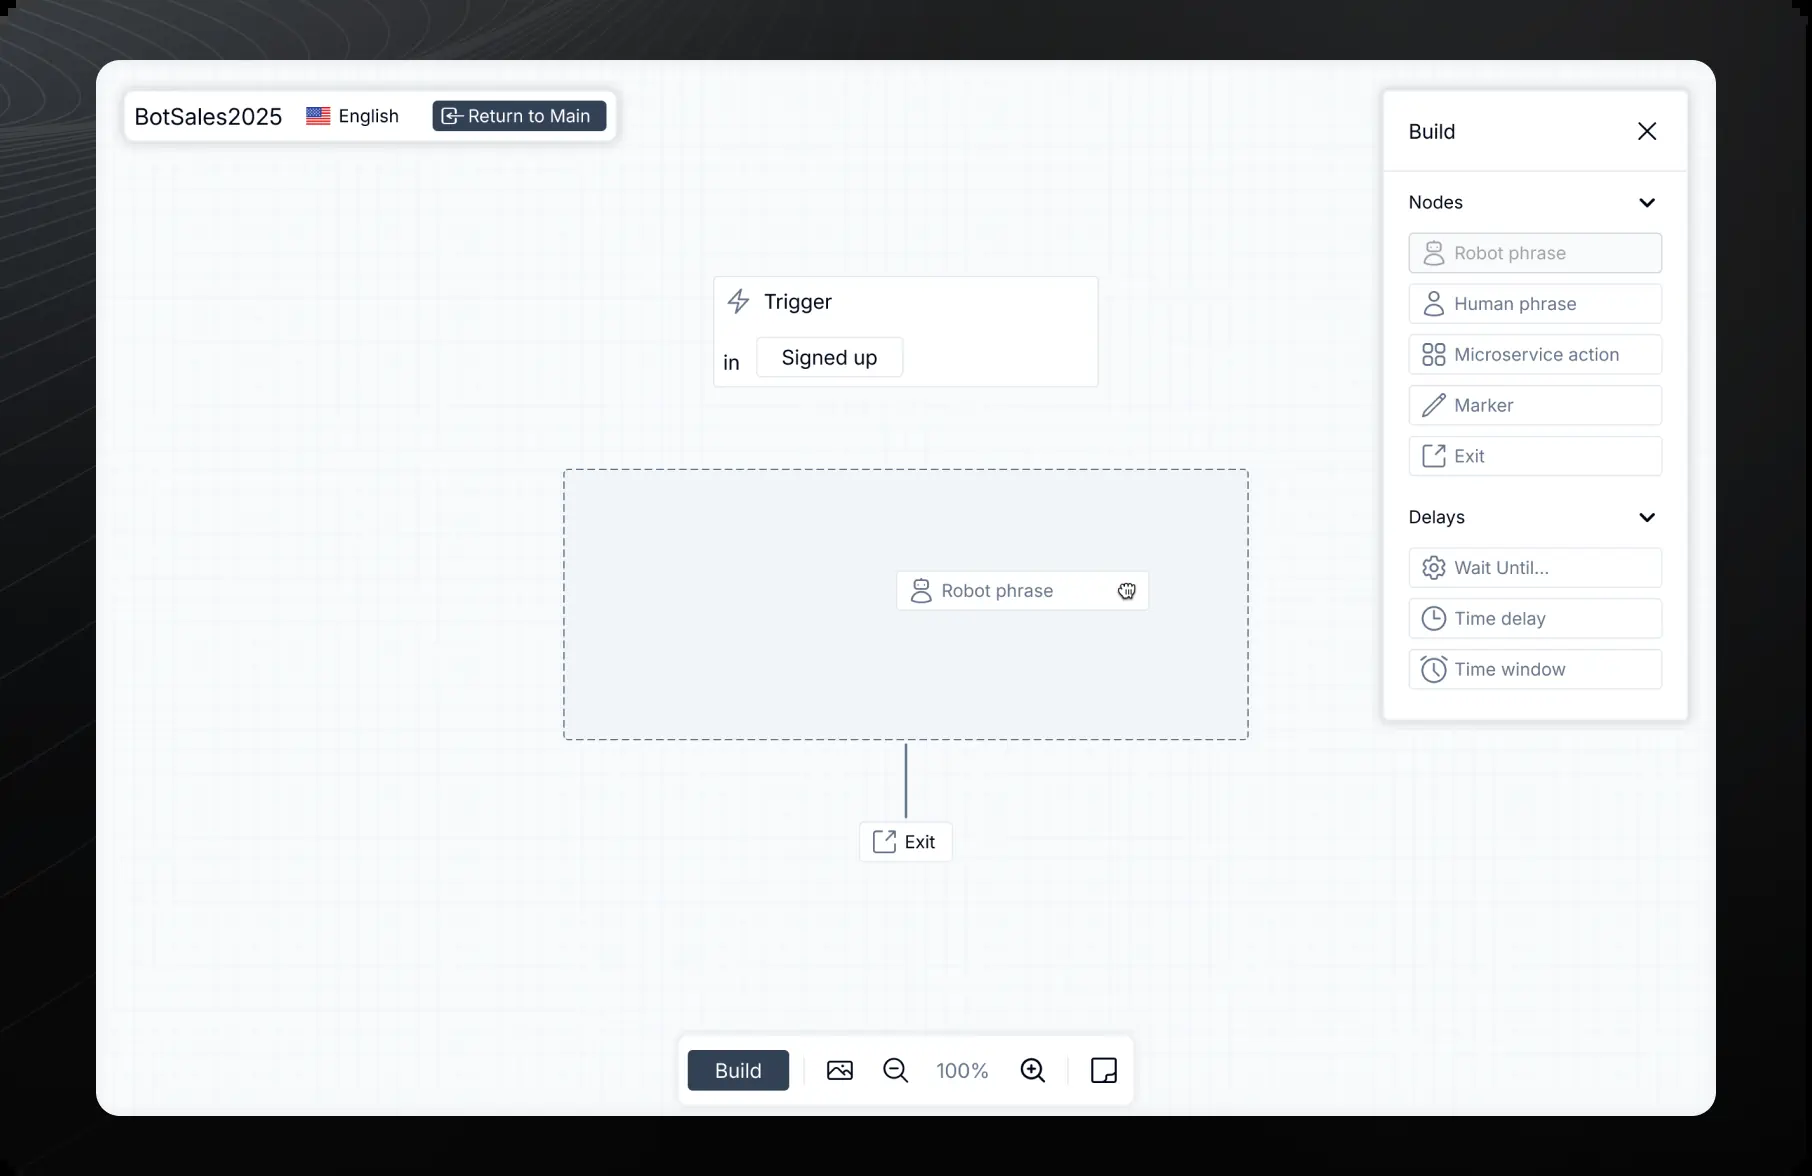 BotSales2025 English Return to Main
Trigger
in Signed up
Robot phrase
Exit
Build 100%
Build
Nodes
Robot phrase
Human phrase
Microservice action
Marker
Exit
Delays
Wait Until...
Time delay
Time window